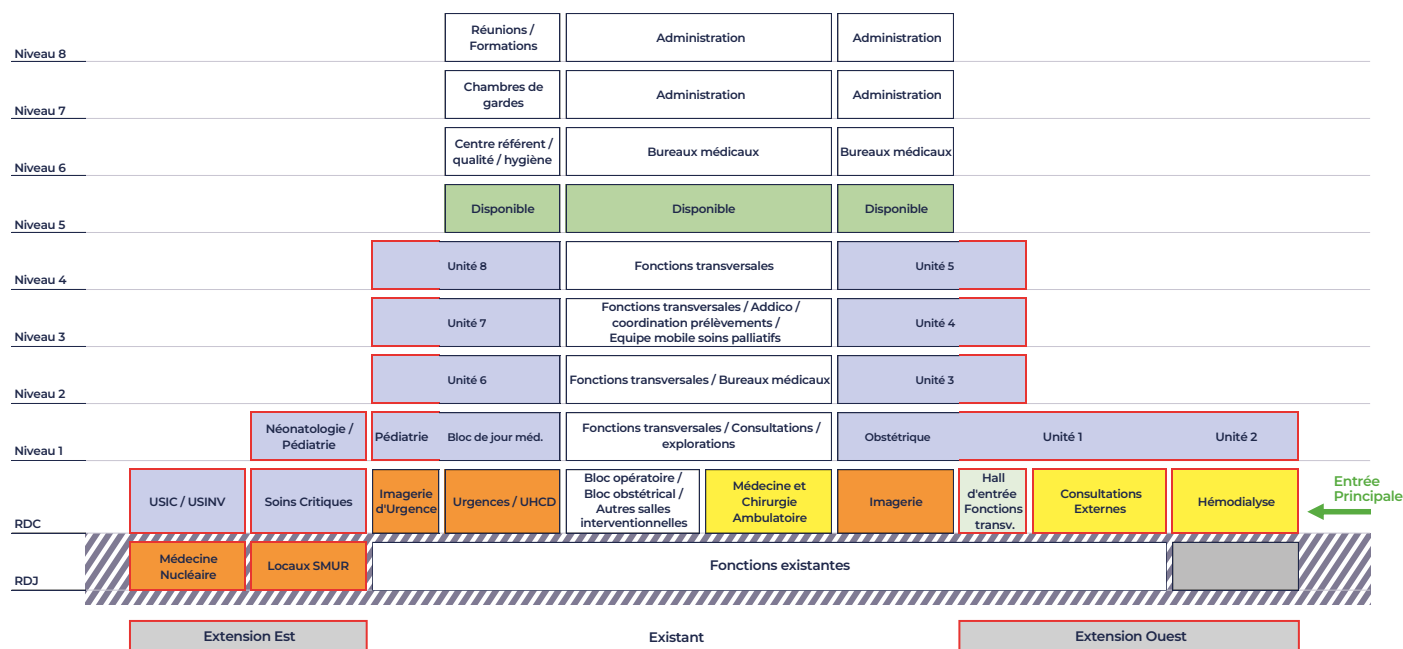 Niveau 8
Réunions /
Formations
Administration
Administration
Niveau 7
Chambres de
gardes
Administration
Administration
Niveau 6
Centre référent /
qualité / hygiène
Bureaux médicaux
Bureaux médicaux
Niveau 5
Disponible
Disponible
Disponible
Niveau 4
Unité 8
Fonctions transversales
Unité 5
Niveau 3
Unité 7
Fonctions transversales / Addico /
coordination prélèvements /
Equipe mobile soins palliatifs
Unité 4
Niveau 2
Unité 6
Fonctions transversales / Bureaux médicaux
Unité 3
Niveau 1
Néonatologie /
Pédiatrie
Pédiatrie
Bloc de jour méd.
Fonctions transversales / Consultations /
explorations
Obstétrique
Unité 1
Unité 2
RDC
USIC / USINV
Soins Critiques
Imagerie
d'Urgence
Urgences / UHCD
Bloc opératoire /
Bloc obstétrical /
Autres salles
interventionnelles
Médecine et
Chirurgie
Ambulatoire
Imagerie
Hall
d'entrée
Fonctions
transv.
Consultations
Externes
Hémodialyse
Entrée
Principale
RDJ
Médecine
Nucléaire
Locaux SMUR
Fonctions existantes
Extension Est
Existant
Extension Ouest